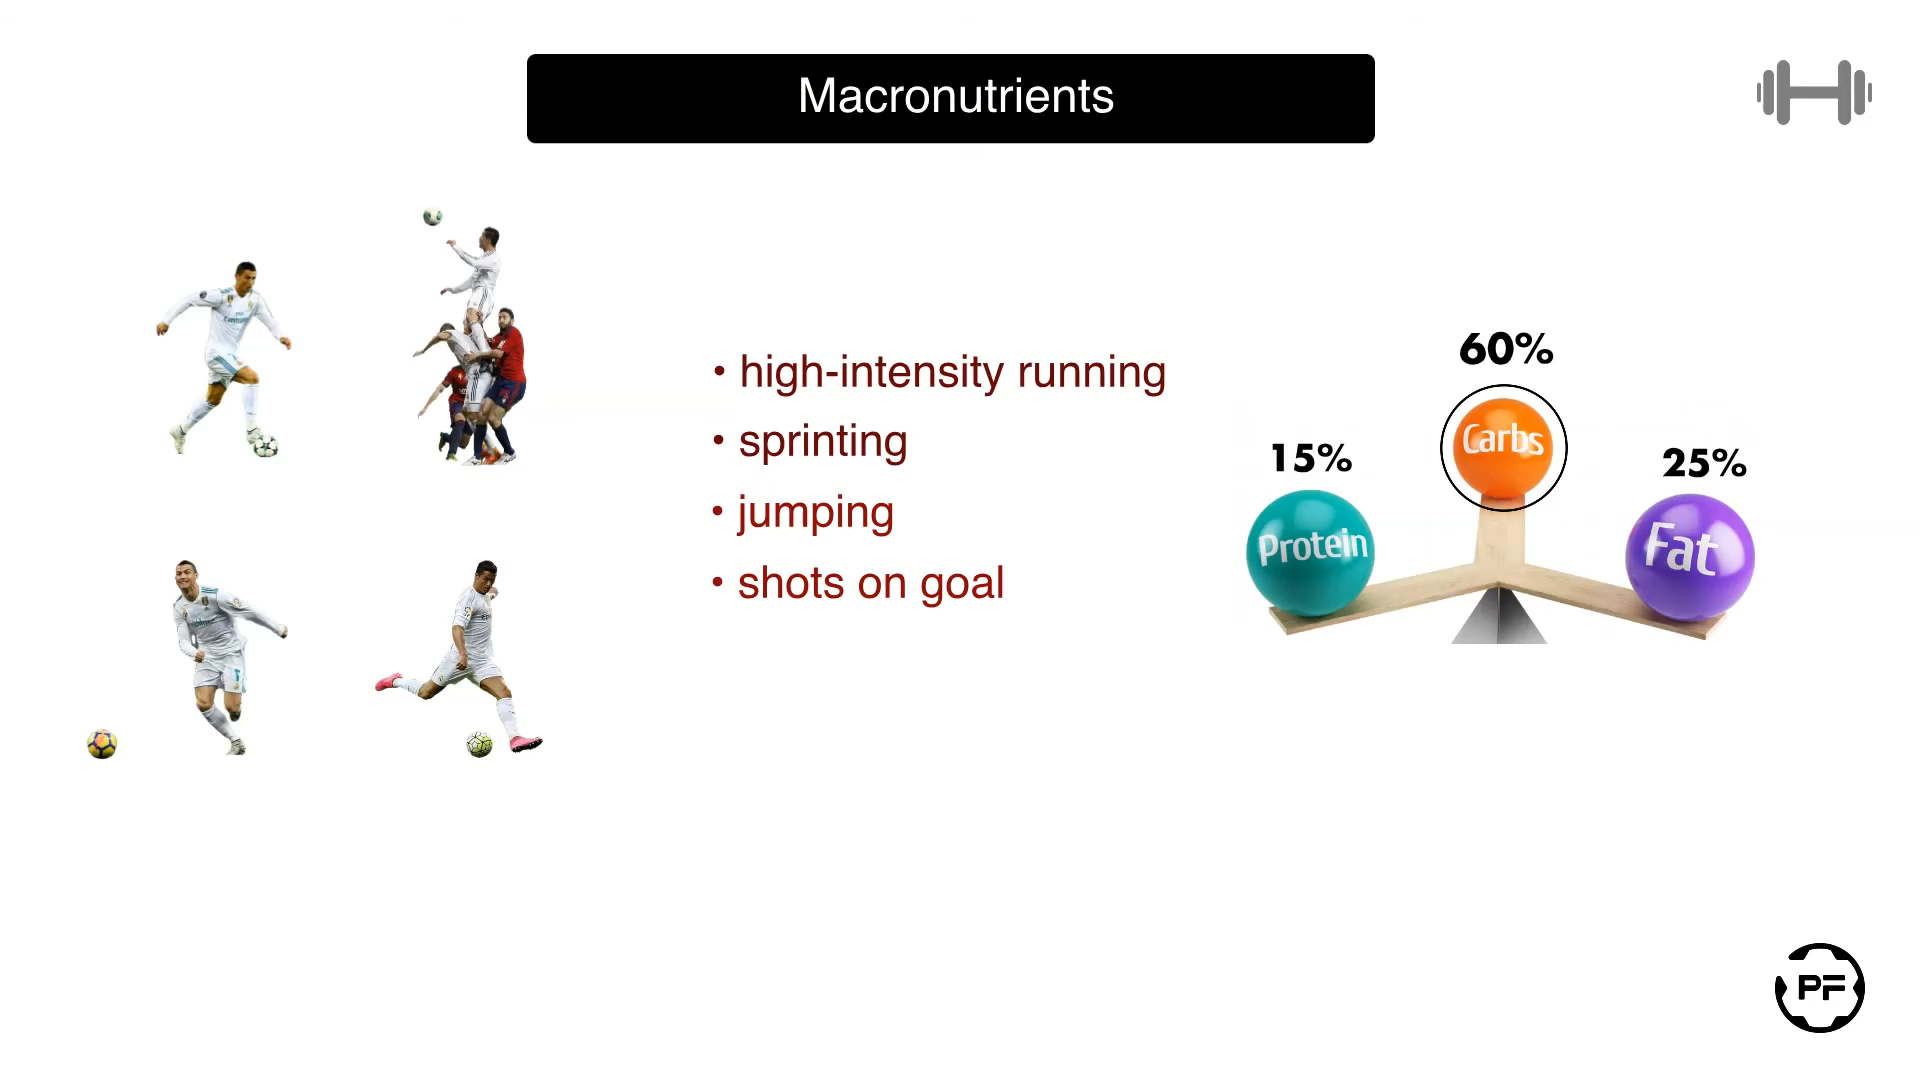 Macronutrients
• high-intensity running
• sprinting
• jumping
• shots on goal
60%
Carbs
15%
Protein
25%
Fat
PF